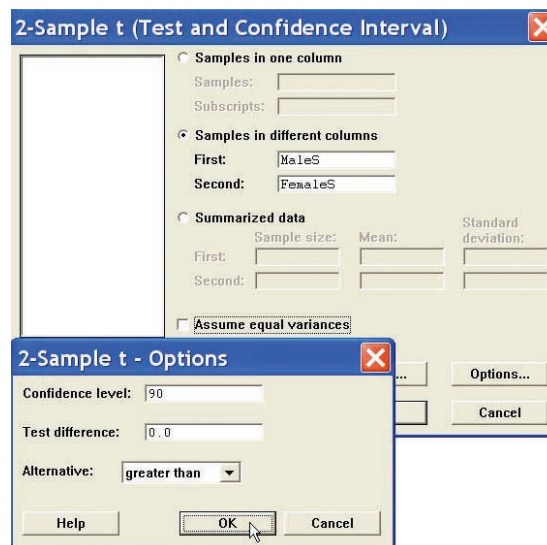 2-Sample t (Test and Confidence Interval)
Samples in one column
Samples:
Subscripts:
Samples in different columns
First: MaleS
Second: FemaleS
Summarized data
Sample size: Mean: Standard deviation:
First:
Second:
Assume equal variances
... Options...
Cancel
2-Sample t - Options
Confidence level: 90
Test difference: 0.0
Alternative: greater than
Help OK Cancel